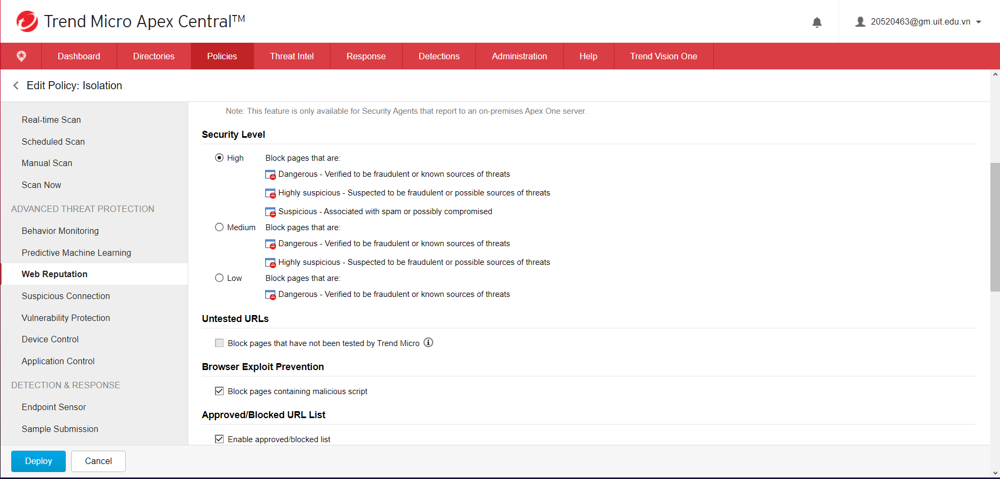 Trend Micro Apex Central™
20520463@gm.uit.edu.vn
Dashboard Directories Policies Threat Intel Response Detections Administration Help Trend Vision One
Edit Policy: Isolation
Real-time Scan
Scheduled Scan
Manual Scan
Scan Now
ADVANCED THREAT PROTECTION
Behavior Monitoring
Predictive Machine Learning
Web Reputation
Suspicious Connection
Vulnerability Protection
Device Control
Application Control
DETECTION & RESPONSE
Endpoint Sensor
Sample Submission
Note: This feature is only available for Security Agents that report to an on-premises Apex One server.
Security Level
High Block pages that are:
Dangerous - Verified to be fraudulent or known sources of threats
Highly suspicious - Suspected to be fraudulent or possible sources of threats
Suspicious - Associated with spam or possibly compromised
Medium Block pages that are:
Dangerous - Verified to be fraudulent or known sources of threats
Highly suspicious - Suspected to be fraudulent or possible sources of threats
Low Block pages that are:
Dangerous - Verified to be fraudulent or known sources of threats
Untested URLs
Block pages that have not been tested by Trend Micro
Browser Exploit Prevention
Block pages containing malicious script
Approved/Blocked URL List
Enable approved/blocked list
Deploy Cancel